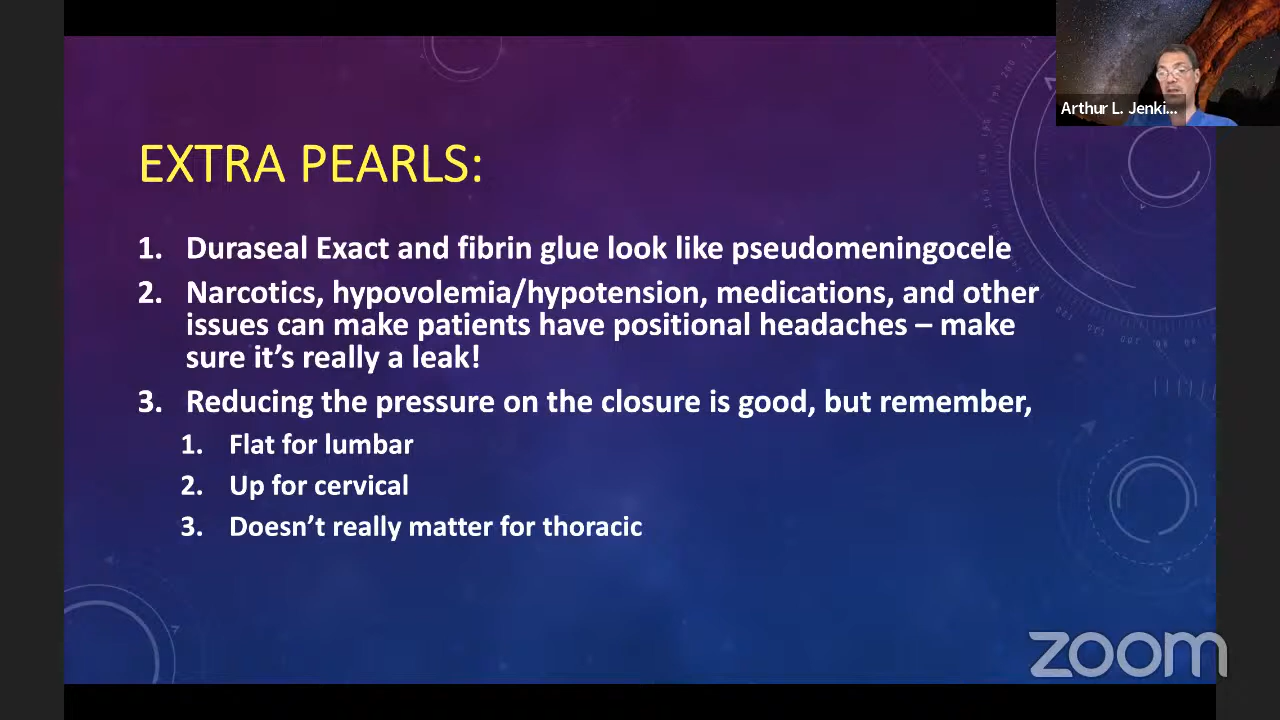 Arthur L. Jenki...
EXTRA PEARLS:
1. Duraseal Exact and fibrin glue look like pseudomeningocele
2. Narcotics, hypovolemia/hypotension, medications, and other
issues can make patients have positional headaches – make
sure it's really a leak!
3. Reducing the pressure on the closure is good, but remember,
1. Flat for lumbar
2. Up for cervical
3. Doesn't really matter for thoracic
zoom